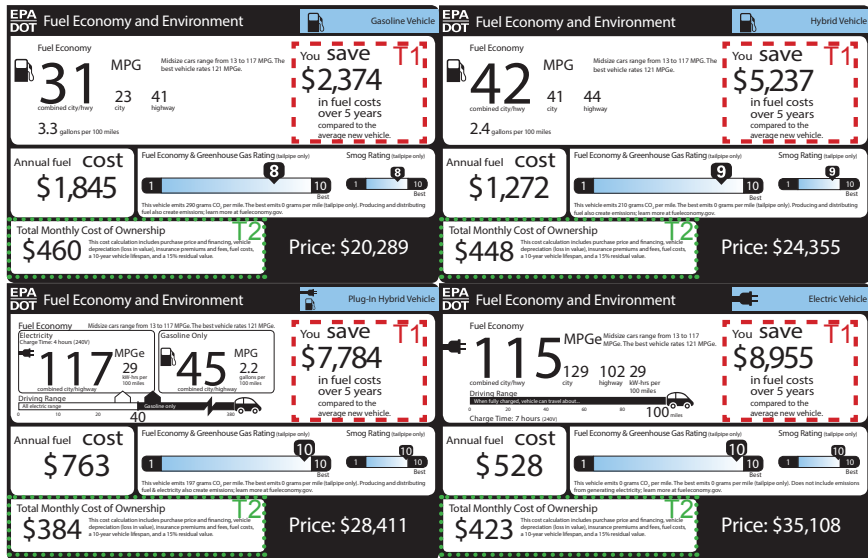 EPA
DOT
Fuel Economy and Environment
Gasoline Vehicle
Fuel Economy
31
MPG
Midsize cars range from 13 to 117 MPG. The
best vehicle rates 121 MPGe.
combined city/hwy
23
city
41
highway
3.3 gallons per 100 miles
You save
T1
$2,374
in fuel costs
over 5 years
compared to the
average new vehicle.
Annual fuel cost
$1,845
Fuel Economy & Greenhouse Gas Rating (tailpipe only)
8
1
10
Best
Smog Rating (tailpipe only)
8
1
10
Best
This vehicle emits 290 grams CO2 per mile. The best emits 0 grams per mile (tailpipe only). Producing and distributing
fuel also create emissions; learn more at fueleconomy.gov.
Total Monthly Cost of Ownership
T2
$460
This cost calculation includes purchase price and financing, vehicle
depreciation (loss in value), insurance premiums and fees, fuel costs,
a 10-year vehicle lifespan, and a 15% residual value.
Price: $20,289
EPA
DOT
Fuel Economy and Environment
Hybrid Vehicle
Fuel Economy
42
MPG
Midsize cars range from 13 to 117 MPG. The
best vehicle rates 121 MPGe.
combined city/hwy
41
city
44
highway
2.4 gallons per 100 miles
You save
T1
$5,237
in fuel costs
over 5 years
compared to the
average new vehicle.
Annual fuel cost
$1,272
Fuel Economy & Greenhouse Gas Rating (tailpipe only)
9
1
10
Best
Smog Rating (tailpipe only)
9
1
10
Best
This vehicle emits 210 grams CO2 per mile. The best emits 0 grams per mile (tailpipe only). Producing and distributing
fuel also create emissions; learn more at fueleconomy.gov.
Total Monthly Cost of Ownership
T2
$448
This cost calculation includes purchase price and financing, vehicle
depreciation (loss in value), insurance premiums and fees, fuel costs,
a 10-year vehicle lifespan, and a 15% residual value.
Price: $24,355
EPA
DOT
Fuel Economy and Environment
Plug-In Hybrid Vehicle
Fuel Economy
Midsize cars range from 13 to 117 MPGe. The best vehicle rates 121 MPGe.
Electricity
Charge Time: 4 hours (240V)
117
MPGe
29
kW-hrs per
100 miles
combined city/highway
Gasoline Only
45
MPG
2.2
gallons per
100 miles
combined city/highway
Driving Range
All electric range
Gasoline only
0
20
40
380
You save
T1
$7,784
in fuel costs
over 5 years
compared to the
average new vehicle.
Annual fuel cost
$763
Fuel Economy & Greenhouse Gas Rating (tailpipe only)
10
1
10
Best
Smog Rating (tailpipe only)
10
1
10
Best
This vehicle emits 197 grams CO2 per mile. The best emits 0 grams per mile (tailpipe only). Producing and distributing
fuel & electricity also create emissions; learn more at fueleconomy.gov.
Total Monthly Cost of Ownership
T2
$384
This cost calculation includes purchase price and financing, vehicle
depreciation (loss in value), insurance premiums and fees, fuel costs,
a 10-year vehicle lifespan, and a 15% residual value.
Price: $28,411
EPA
DOT
Fuel Economy and Environment
Electric Vehicle
Fuel Economy
115
MPGe
Midsize cars range from 13 to 117
MPGe. The best vehicle rates 121 MPGe.
combined city/hwy
129
city
102
highway
29
kW-hrs per
100 miles
Driving Range
When fully charged, vehicle can travel about...
0
20
40
60
80
100 miles
Charge Time: 7 hours (240V)
You save
T1
$8,955
in fuel costs
over 5 years
compared to the
average new vehicle.
Annual fuel cost
$528
Fuel Economy & Greenhouse Gas Rating (tailpipe only)
10
1
10
Best
Smog Rating (tailpipe only)
10
1
10
Best
This vehicle emits 0 grams CO2 per mile. The best emits 0 grams per mile (tailpipe only). Does not include emissions
from generating electricity; learn more at fueleconomy.gov.
Total Monthly Cost of Ownership
T2
$423
This cost calculation includes purchase price and financing, vehicle
depreciation (loss in value), insurance premiums and fees, fuel costs,
a 10-year vehicle lifespan, and a 15% residual value.
Price: $35,108